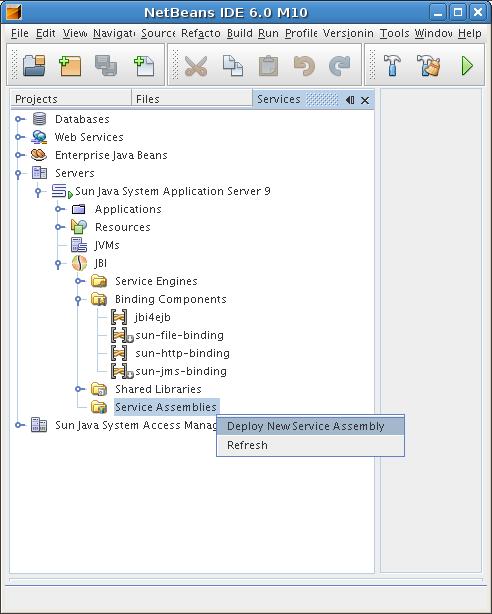 NetBeans IDE 6.0 M10
File Edit View Navigate Source Refacto Build Run Profile Versionin Tools Window Help
Projects Files Services
Databases
Web Services
Enterprise Java Beans
Servers
Sun Java System Application Server 9
Applications
Resources
JVMs
JBI
Service Engines
Binding Components
jbi4ejb
sun-file-binding
sun-http-binding
sun-jms-binding
Shared Libraries
Service Assemblies
Sun Java System Access Manag
Deploy New Service Assembly
Refresh